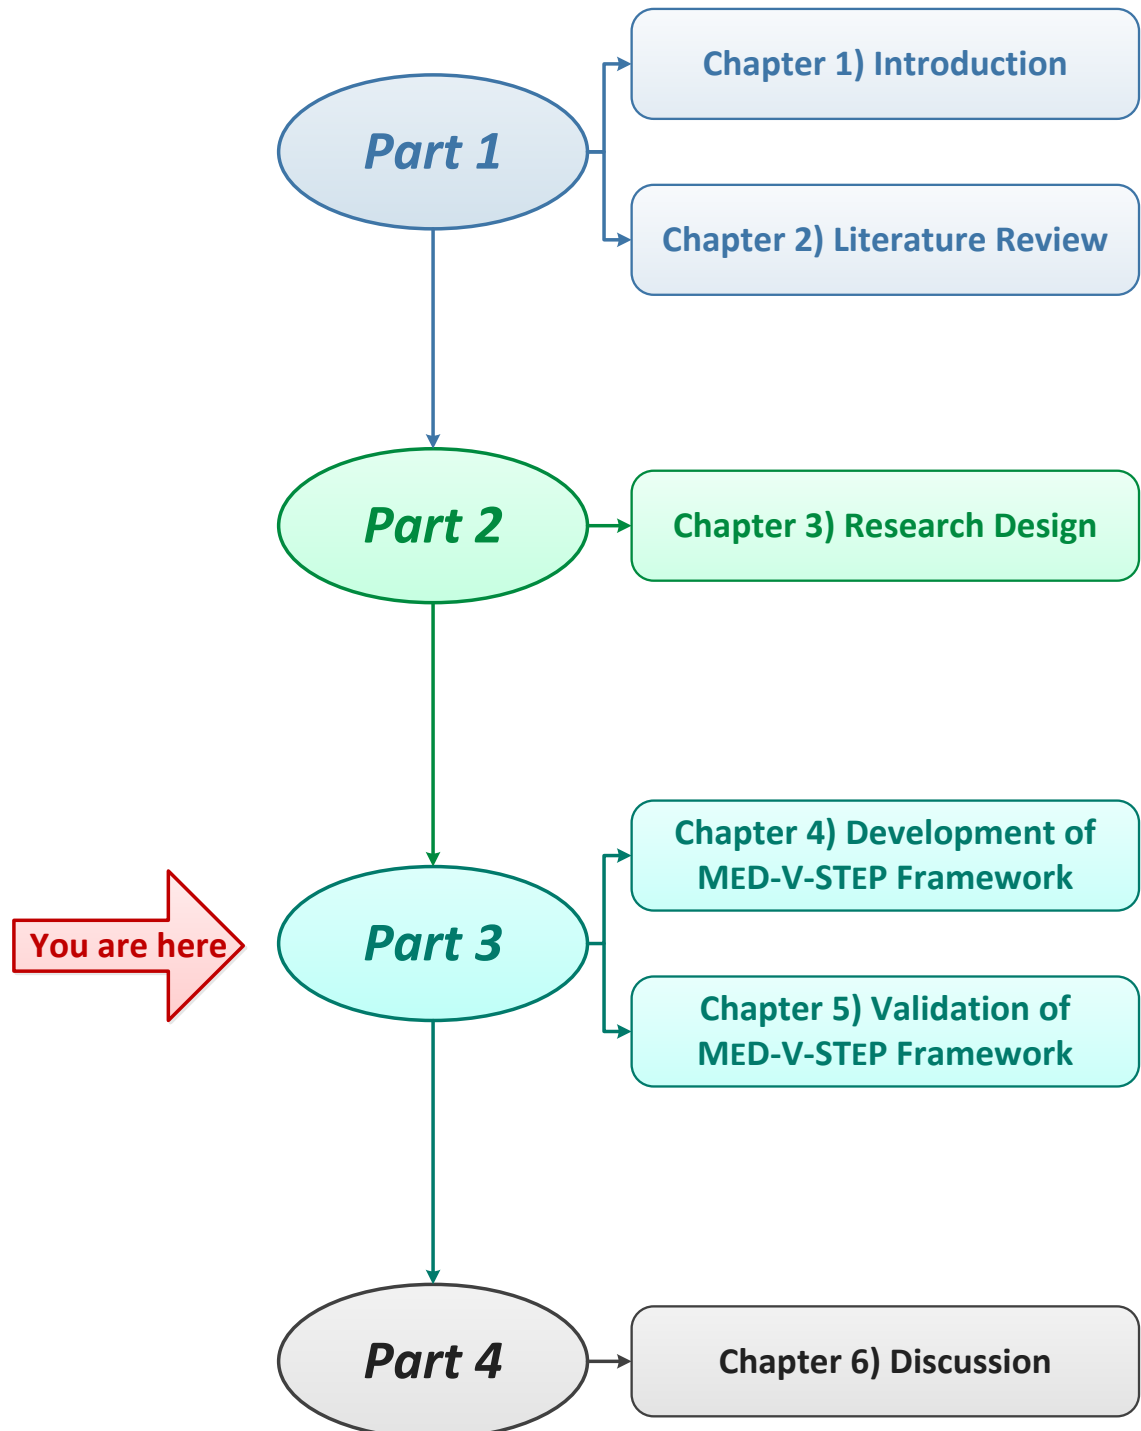 Chapter 1) Introduction
Part 1
Chapter 2) Literature Review
Part 2
Chapter 3) Research Design
Chapter 4) Development of
MED-V-STEP Framework
You are here
Part 3
Chapter 5) Validation of
MED-V-STEP Framework
Part 4
Chapter 6) Discussion